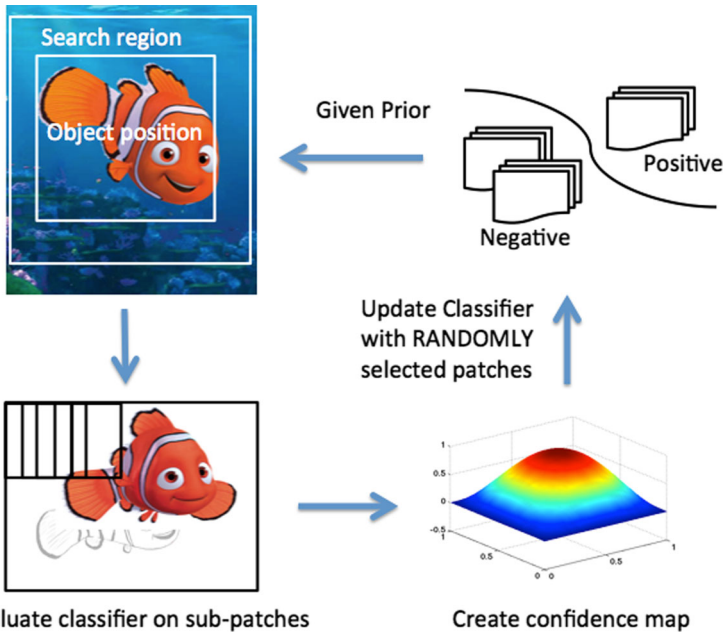 Search region
Object position
Given Prior
Positive
Negative
Update Classifier
with RANDOMLY
selected patches
1
0.5
0
-0.5
1
0.5
0
0
0.5
1
luate classifier on sub-patches
Create confidence map